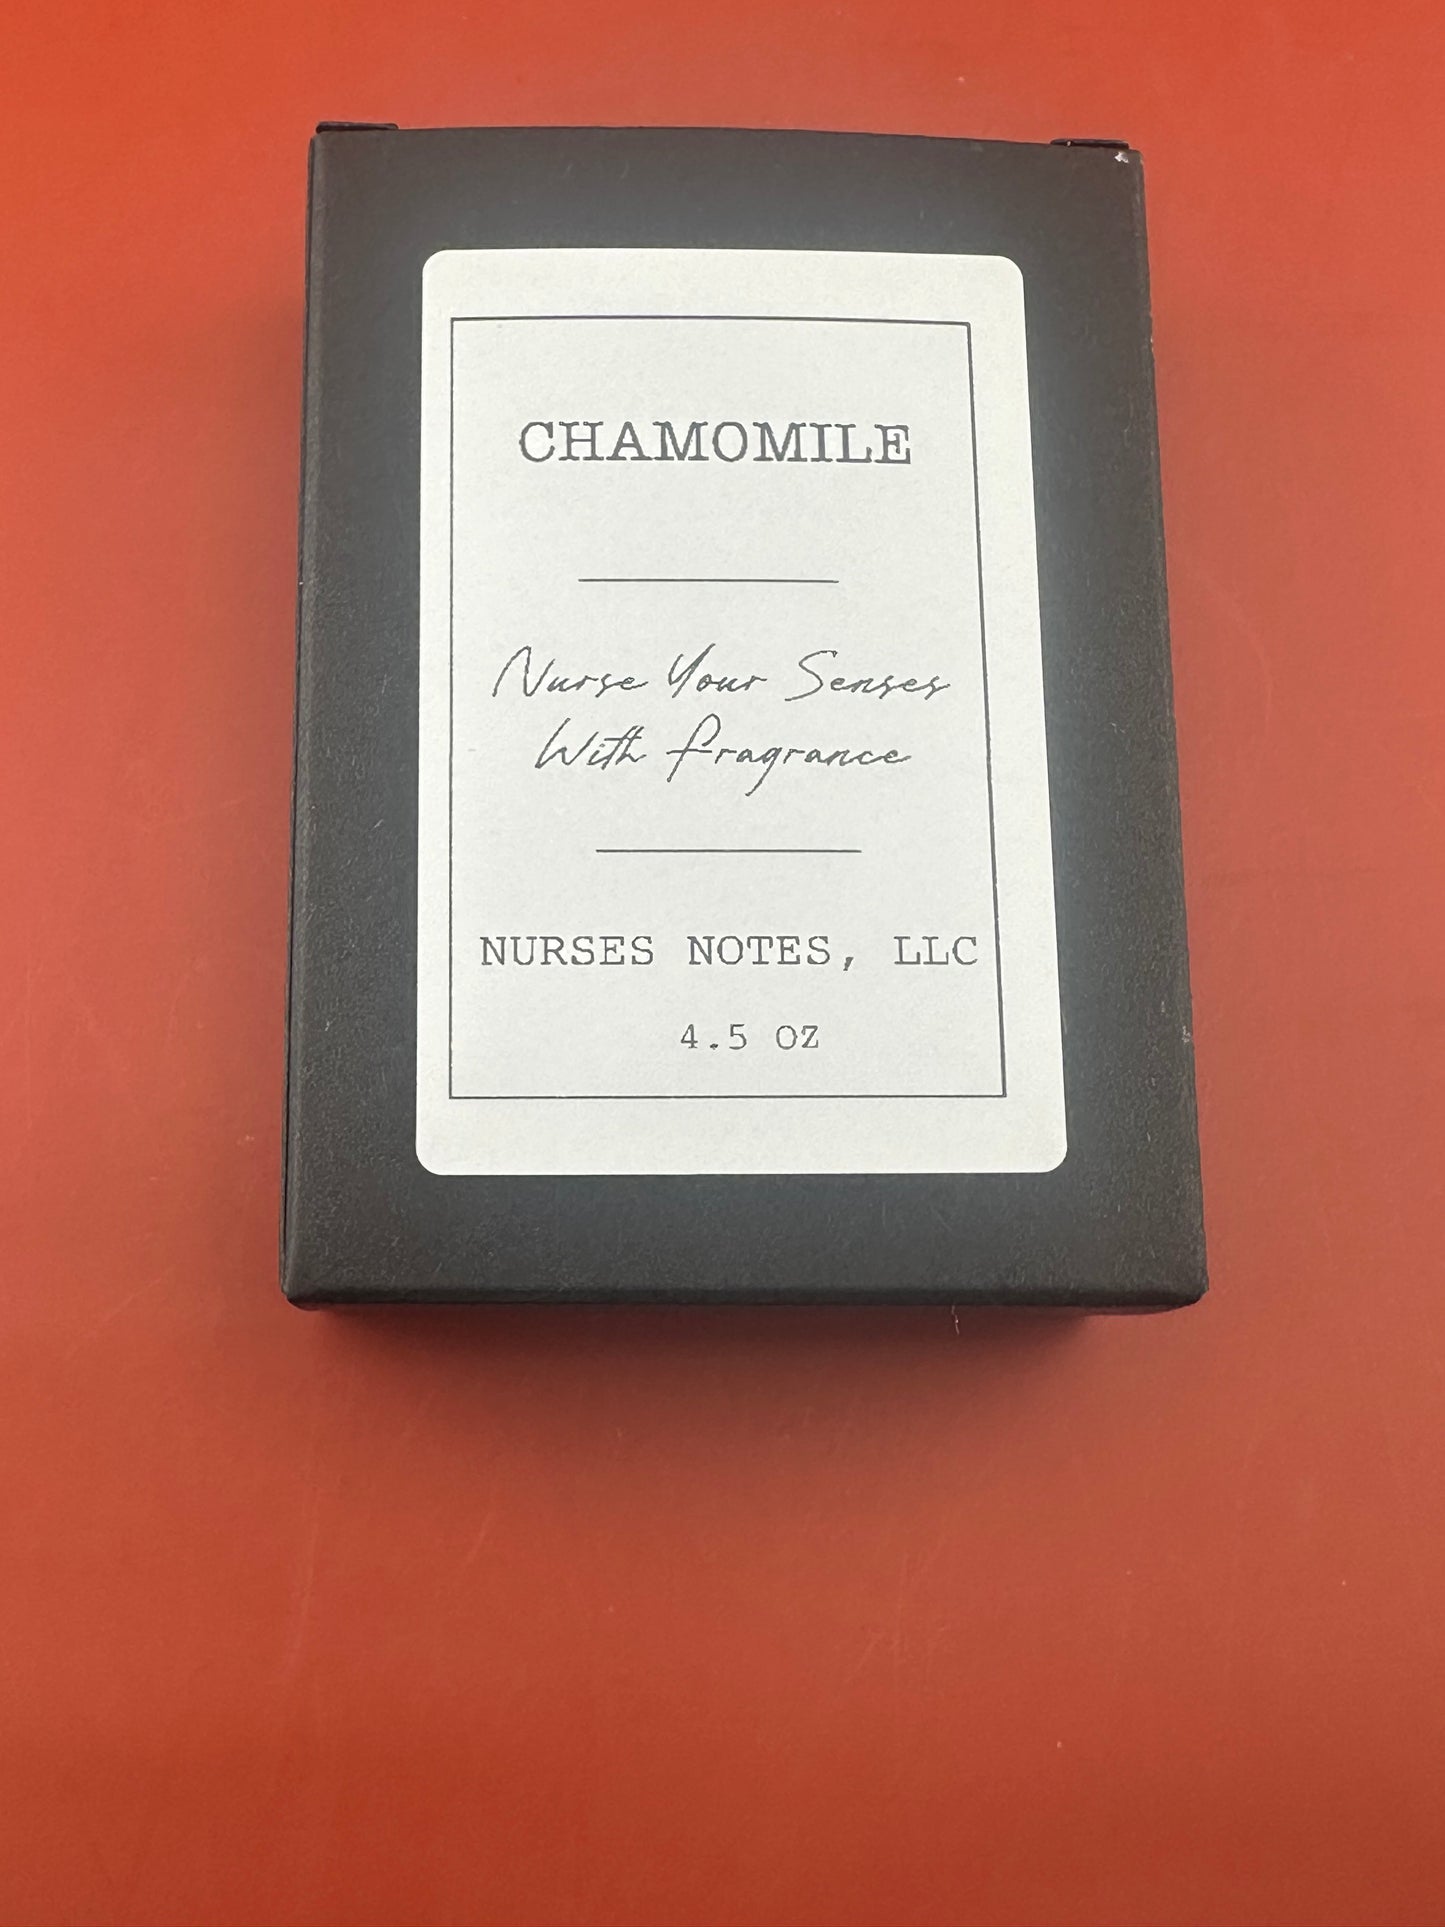 CHAMOMILE
Nurse Your Senses
With fragrance
NURSES NOTES, LLC
4.5 OZ